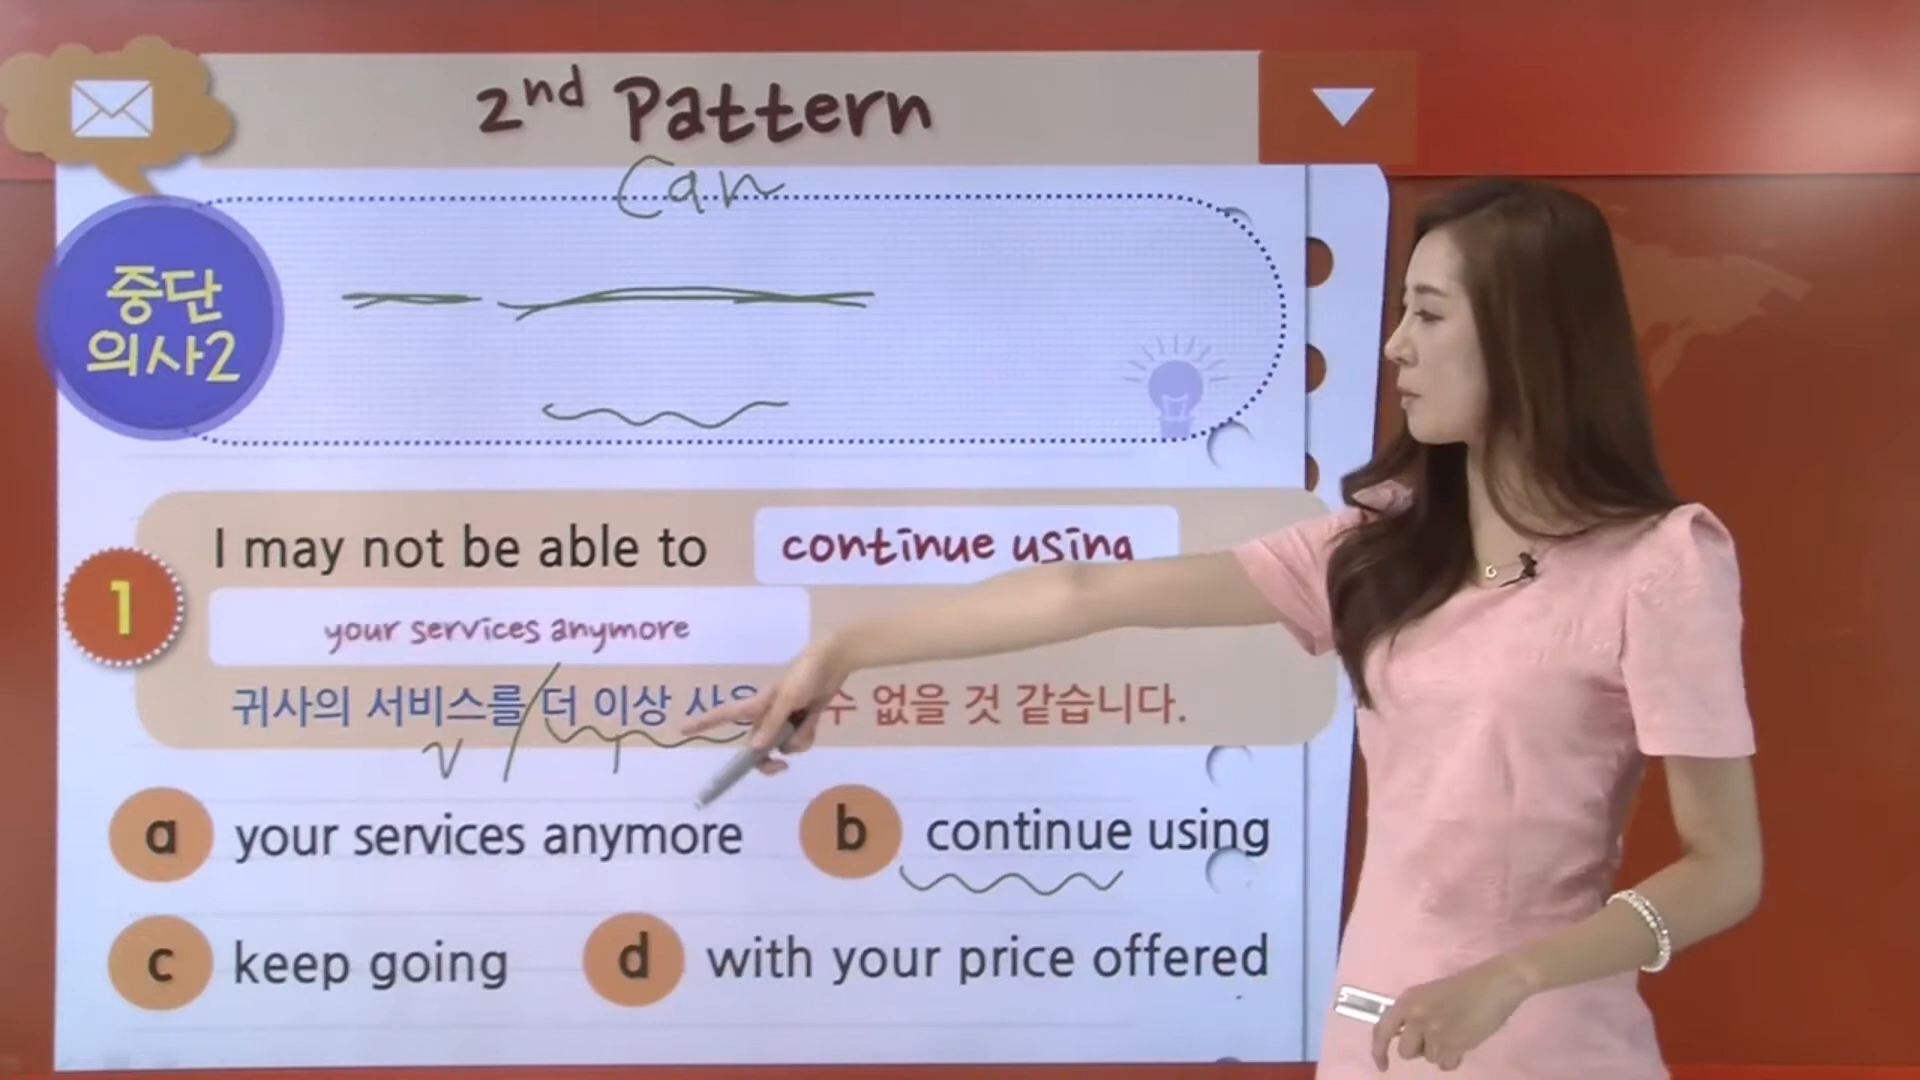 2nd Pattern
Can
중단
의사2
I may not be able to continue using
1
your services anymore
귀사의 서비스를 더 이상 수 없을 것 같습니다.
a your services anymore b continue using
c keep going d with your price offered